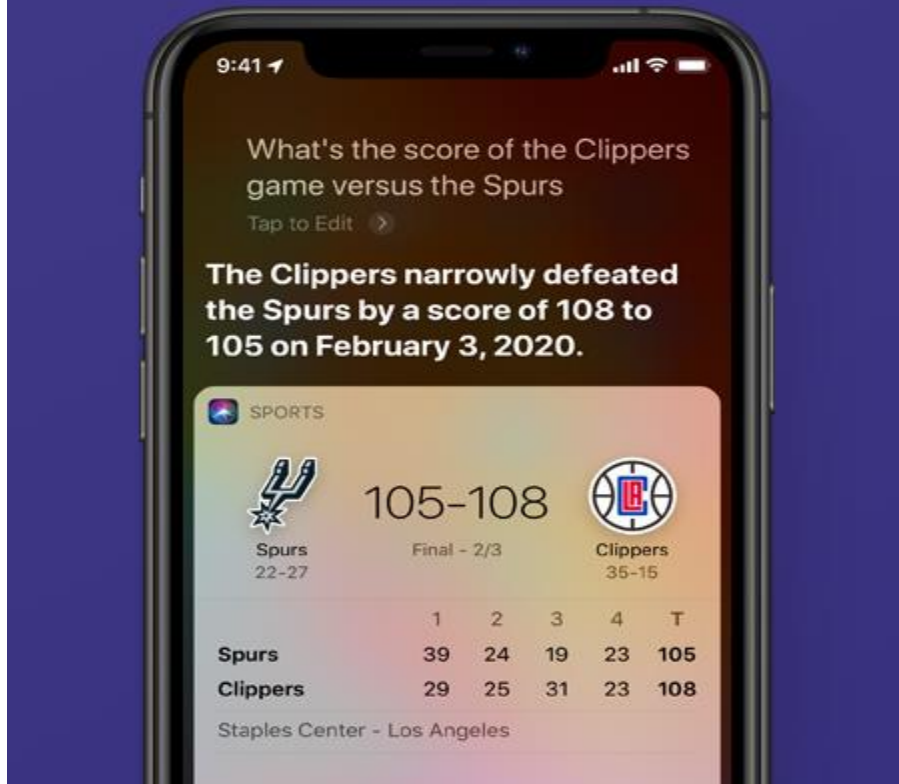 9:41
What's the score of the Clippers
game versus the Spurs
Tap to Edit
The Clippers narrowly defeated
the Spurs by a score of 108 to
105 on February 3, 2020.
SPORTS
105-108
LA
Spurs
Final - 2/3
Clippers
22-27
35-15
1 2 3 4 T
Spurs 39 24 19 23 105
Clippers 29 25 31 23 108
Staples Center - Los Angeles